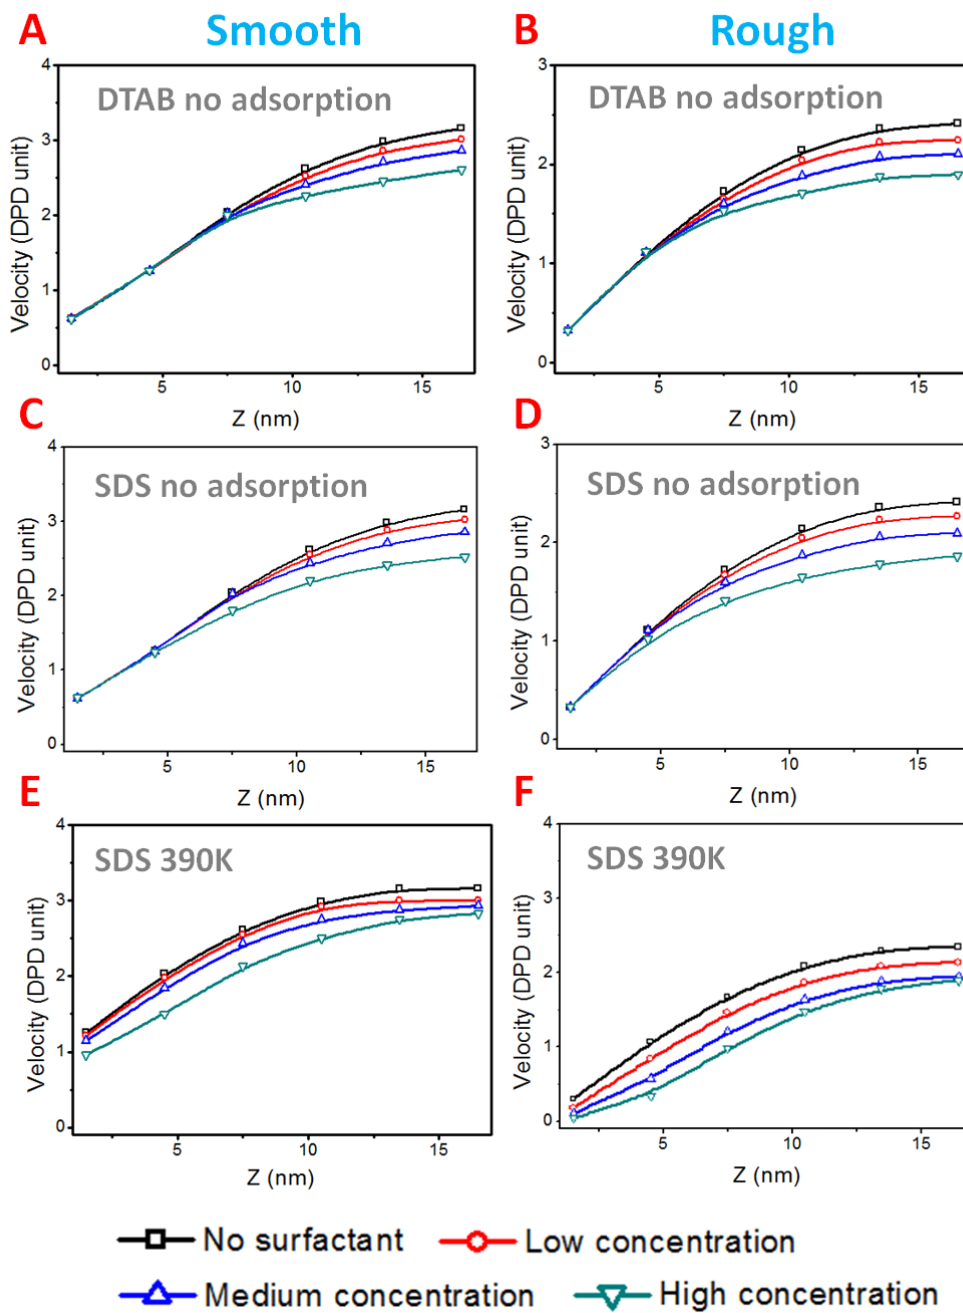 A Smooth B Rough
DTAB no adsorption
4
3
2
1
0
Velocity (DPD unit)
5 10 15
Z (nm)
DTAB no adsorption
3
2
1
0
Velocity (DPD unit)
5 10 15
Z (nm)
C
SDS no adsorption
4
3
2
1
0
Velocity (DPD unit)
5 10 15
Z (nm)
D
SDS no adsorption
3
2
1
0
Velocity (DPD unit)
5 10 15
Z (nm)
E
SDS 390K
4
3
2
1
0
Velocity (DPD unit)
5 10 15
Z (nm)
F
SDS 390K
4
3
2
1
0
Velocity (DPD unit)
5 10 15
Z (nm)
No surfactant Low concentration
Medium concentration High concentration